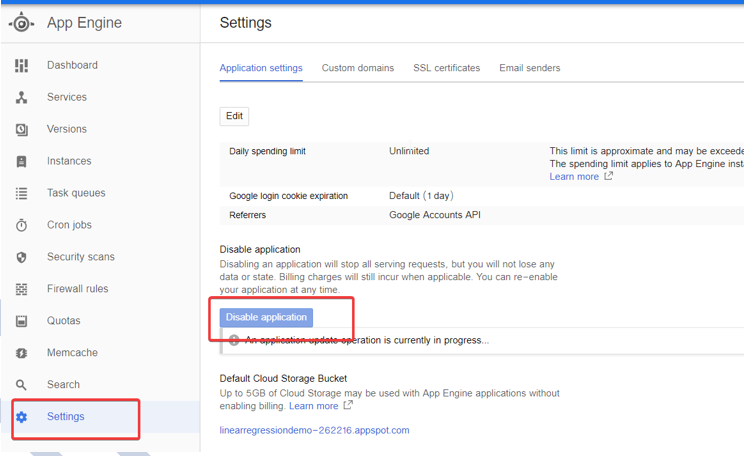 App Engine
Settings
Dashboard
Services
Versions
Instances
Task queues
Cron jobs
Security scans
Firewall rules
Quotas
Memcache
Search
Settings
Application settings Custom domains SSL certificates Email senders
Edit
Daily spending limit Unlimited This limit is approximate and may be exceede
The spending limit applies to App Engine inst
Learn more
Google login cookie expiration Default (1 day)
Referrers Google Accounts API
Disable application
Disabling an application will stop all serving requests, but you will not lose any
data or state. Billing charges will still incur when applicable. You can re-enable
your application at any time.
Disable application
An application update operation is currently in progress...
Default Cloud Storage Bucket
Up to 5GB of Cloud Storage may be used with App Engine applications without
enabling billing. Learn more
linearregressiondemo-262216.appspot.com